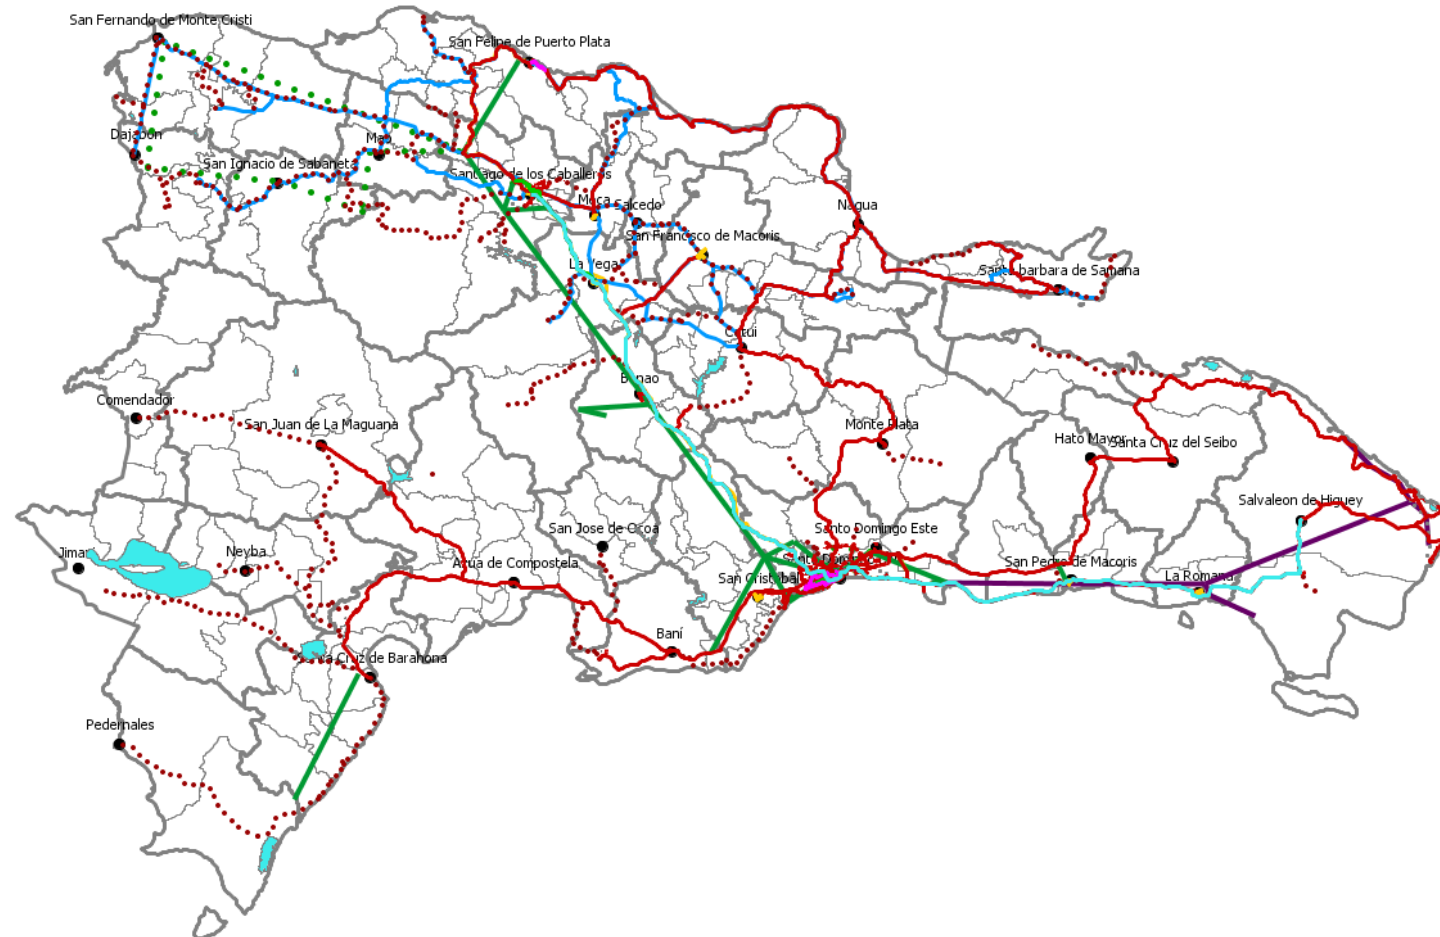 San Fernando de Monte Cristi
San Felipe de Puerto Plata
Dajabon
Mao
San Ignacio de Sabaneta
Santiago de los Caballeros
Moca
Salcedo
Nagua
San Francisco de Macoris
La Vega
Santa barbara de Samana
Cotui
Bonao
Comendador
San Juan de La Maguana
Monte Plata
Hato Mayor
Santa Cruz del Seibo
Salvaleon de Higuey
San Jose de Ocoa
Santo Domingo Este
Jimani
Neyba
Azua de Compostela
San Cristobal
San Pedro de Macoris
La Romana
Baní
Santa Cruz de Barahona
Pedernales